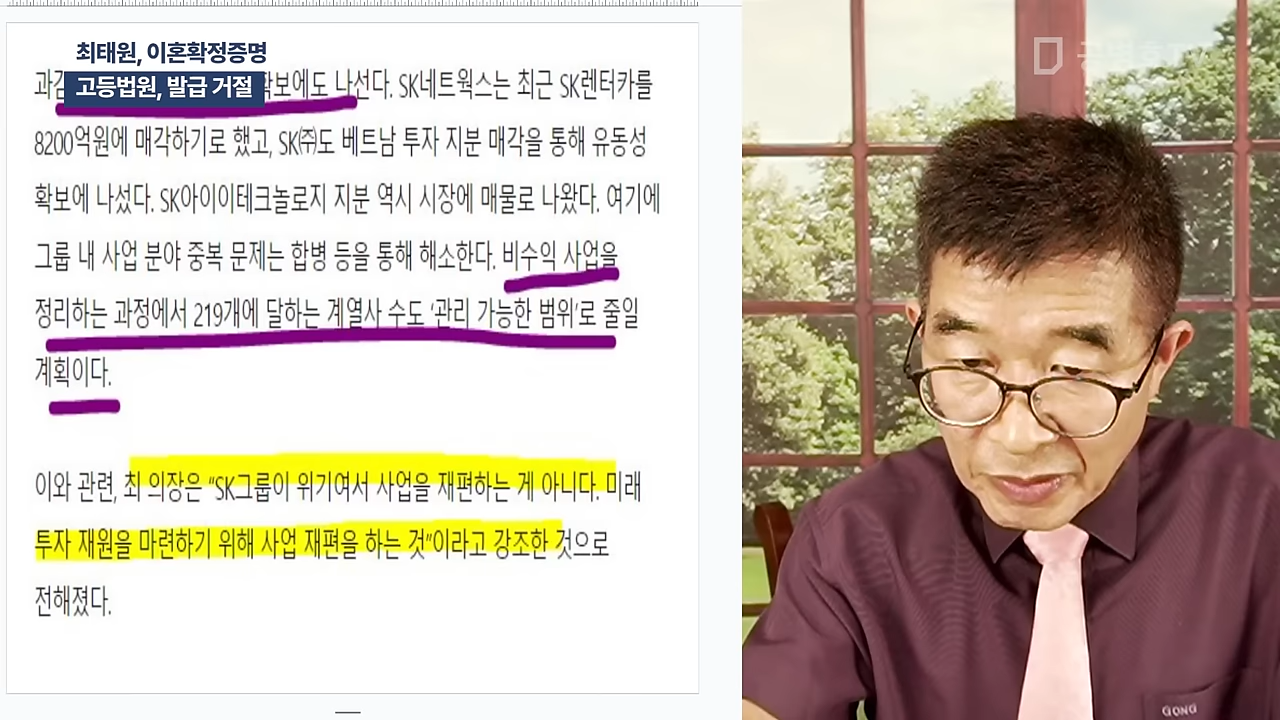 최태원, 이혼확정증명
고등법원, 발급 거절
확보에도 나선다. SK네트웍스는 최근 SK렌터카를
8200억원에 매각하기로 했고, SK㈜도 베트남 투자 지분 매각을 통해 유동성
확보에 나섰다. SK아이이테크놀로지 지분 역시 시장에 매물로 나왔다. 여기에
그룹 내 사업 분야 중복 문제는 합병 등을 통해 해소한다. 비수익 사업을
정리하는 과정에서 219개에 달하는 계열사 수도 ‘관리 가능한 범위’로 줄일
계획이다.
이와 관련, 최 의장은 “SK그룹이 위기여서 사업을 재편하는 게 아니다. 미래
투자 재원을 마련하기 위해 사업 재편을 하는 것”이라고 강조한 것으로
전해졌다.
GONG